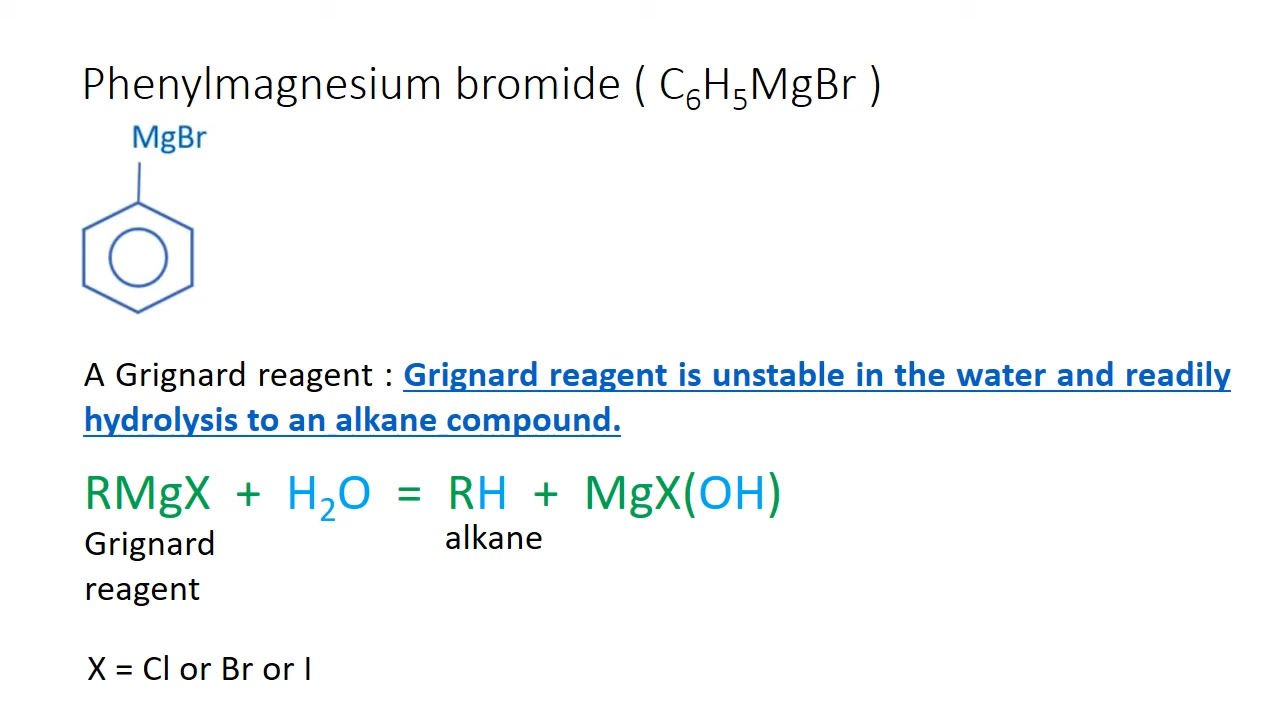 Phenylmagnesium bromide ( C₆H₅MgBr )
MgBr
A Grignard reagent : Grignard reagent is unstable in the water and readily
hydrolysis to an alkane compound.
RMgX + H₂O = RH + MgX(OH)
Grignard
reagent
alkane
X = Cl or Br or I